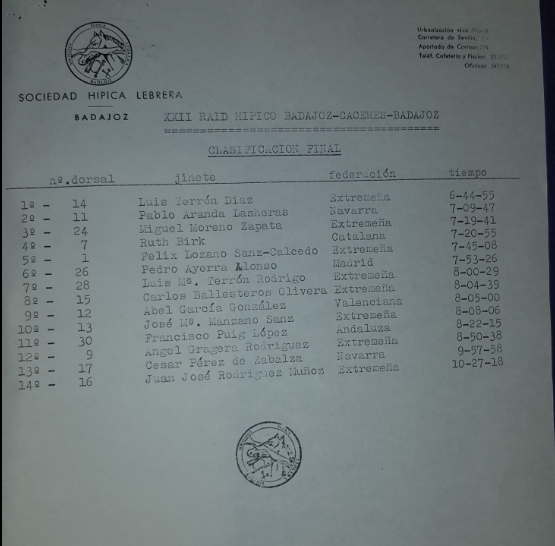 Urbanización
Carretera de Sevilla,
Apartado de Correos,
Teléf. Cafetería y Piscina
Oficinas
SOCIEDAD HIPICA LEBRERA
BADAJOZ
XXII RAID HIPICO BADAJOZ-CACERES-BADAJOZ
CLASIFICACION FINAL
nº.dorsal jinete federación tiempo
1º - 14 Luis Terrón Diaz Extremeña 6-44-55
2º - 11 Pablo Aranda Lasheras Navarra 7-09-47
3º - 24 Miguel Moreno Zapata Extremeña 7-19-41
4º - 7 Ruth Birk Catalana 7-20-55
5º - 1 Felix Lozano Sanz-Calcedo Extremeña 7-45-08
6º - 26 Pedro Ayerra Alonso Madrid 7-53-26
7º - 28 Luis Mª. Terrón Rodrigo Extremeña 8-00-29
8º - 15 Carlos Ballesteros Olivera Extremeña 8-04-39
9º - 12 Abel García González Valenciana 8-05-00
10º - 13 José Mª. Manzano Sanz Extremeña 8-08-06
11º - 30 Francisco Puig López Andaluza 8-22-15
12º - 9 Angel Gragera Rodriguez Extremeña 8-50-38
13º - 17 Cesar Pérez de Zabalza Navarra 9-57-58
14º - 16 Juan José Rodriguez Muñoz Extremeña 10-27-18